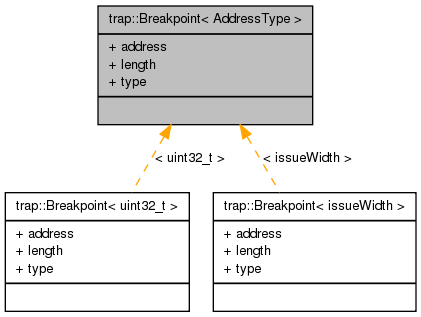 trap::Breakpoint< AddressType >
+ address
+ length
+ type
< uint32_t >
< issueWidth >
trap::Breakpoint< uint32_t >
+ address
+ length
+ type
trap::Breakpoint< issueWidth >
+ address
+ length
+ type